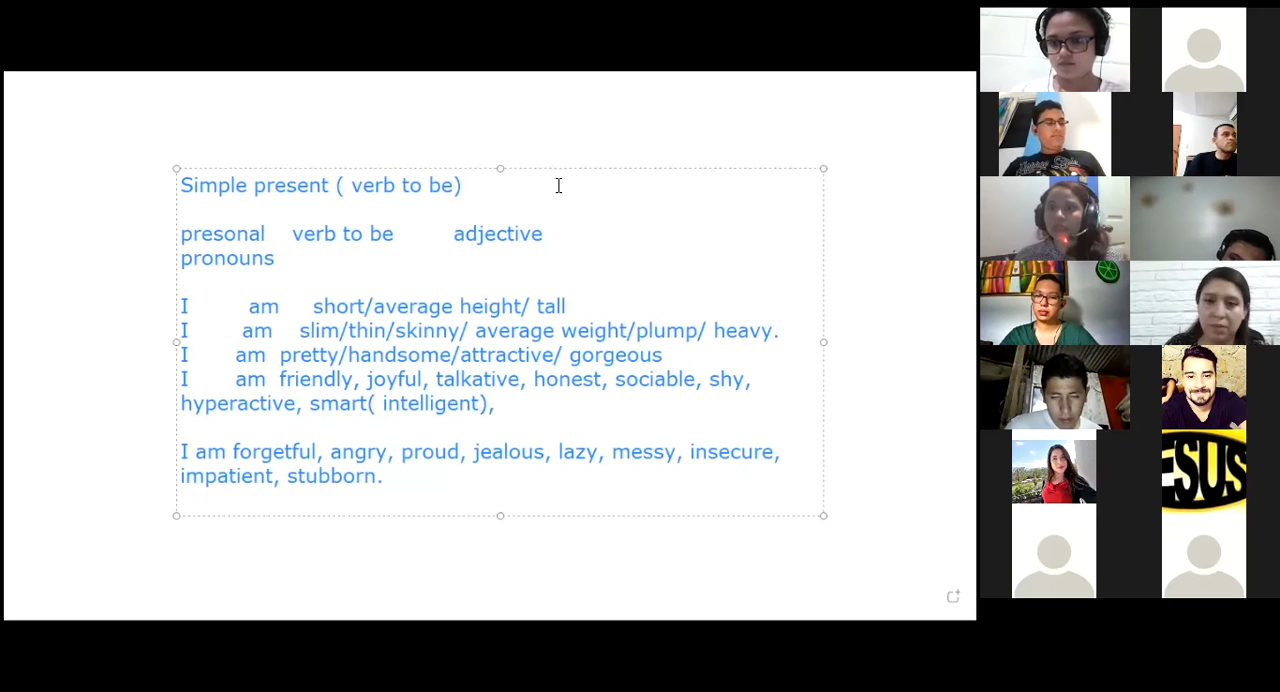 Simple present ( verb to be)
presonal verb to be adjective
pronouns
I am short/average height/ tall
I am slim/thin/skinny/ average weight/plump/ heavy.
I am pretty/handsome/attractive/ gorgeous
I am friendly, joyful, talkative, honest, sociable, shy,
hyperactive, smart( intelligent),
I am forgetful, angry, proud, jealous, lazy, messy, insecure,
impatient, stubborn.
ESUS